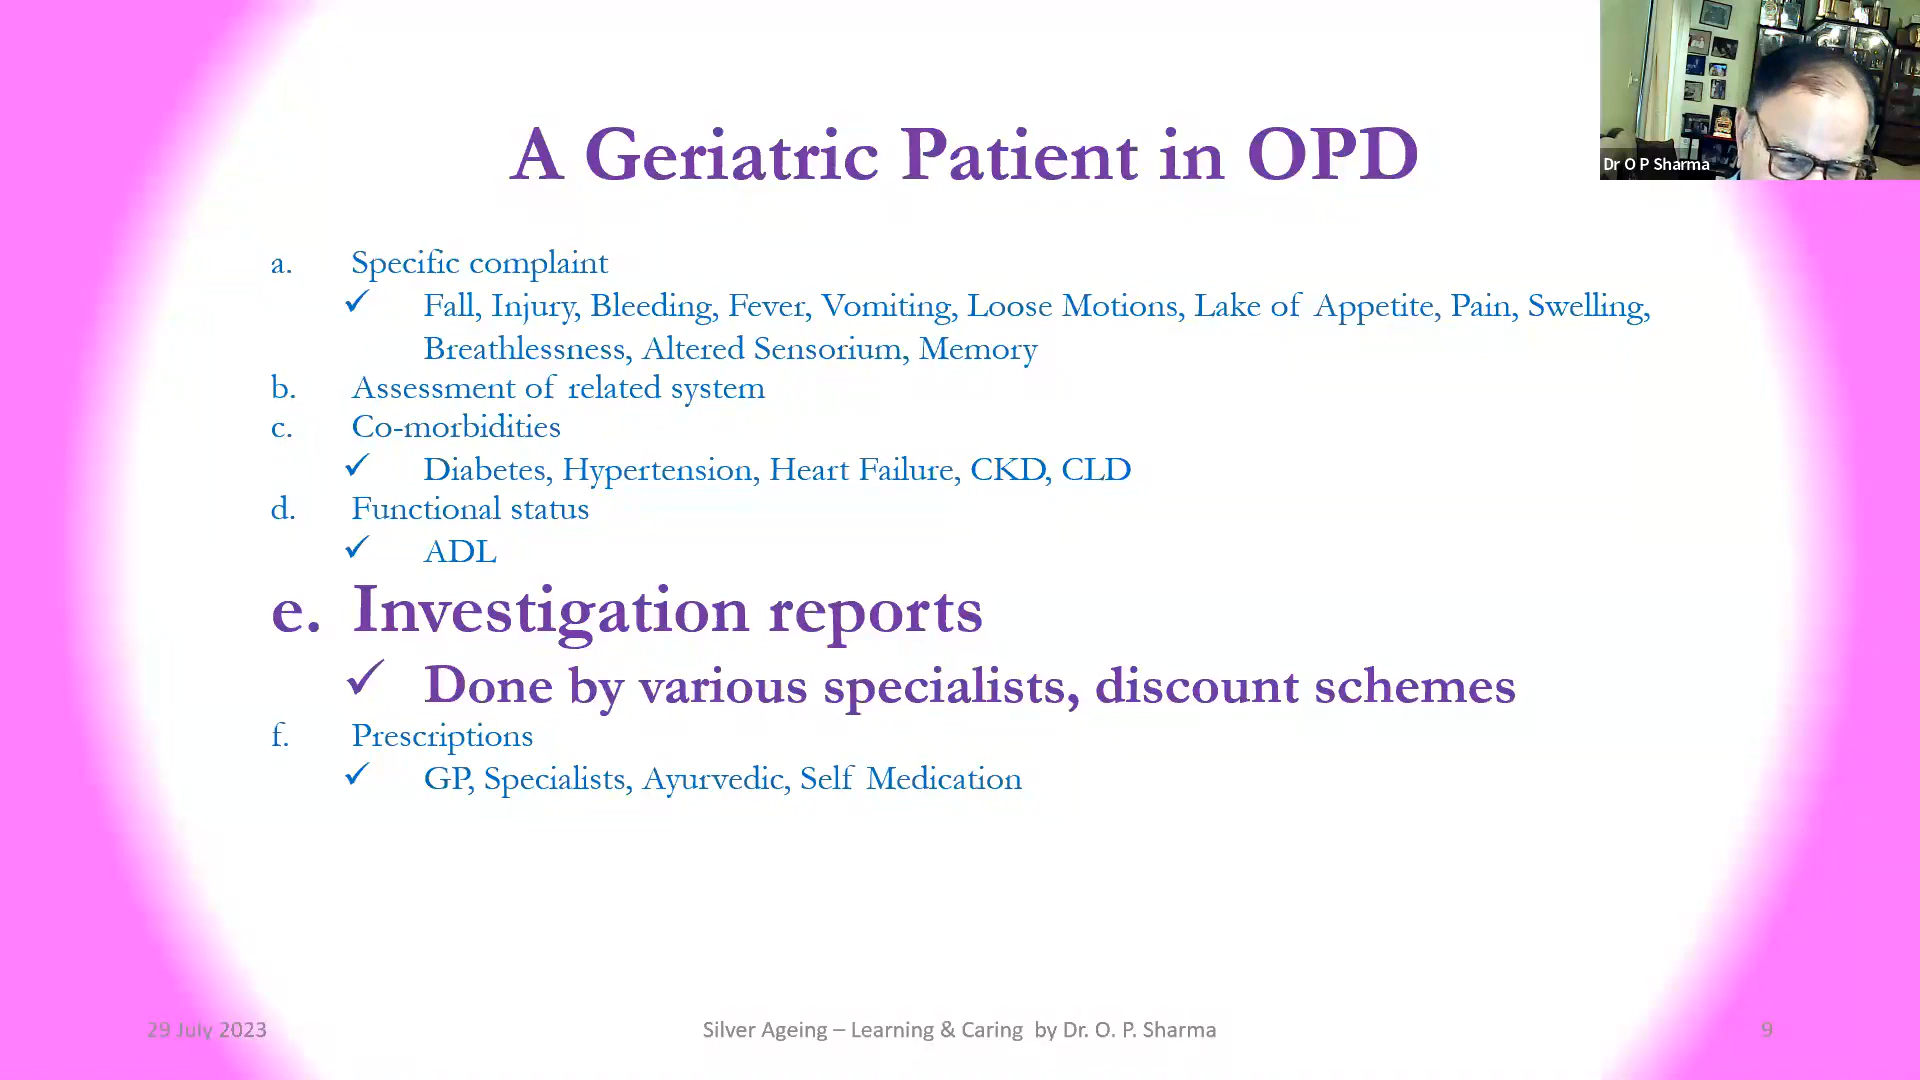 A Geriatric Patient in OPD
Dr O P Sharma
a. Specific complaint
✓ Fall, Injury, Bleeding, Fever, Vomiting, Loose Motions, Lake of Appetite, Pain, Swelling,
Breathlessness, Altered Sensorium, Memory
b. Assessment of related system
c. Co-morbidities
✓ Diabetes, Hypertension, Heart Failure, CKD, CLD
d. Functional status
✓ ADL
e. Investigation reports
✓ Done by various specialists, discount schemes
f. Prescriptions
✓ GP, Specialists, Ayurvedic, Self Medication
29 July 2023
Silver Ageing – Learning & Caring by Dr. O. P. Sharma
9